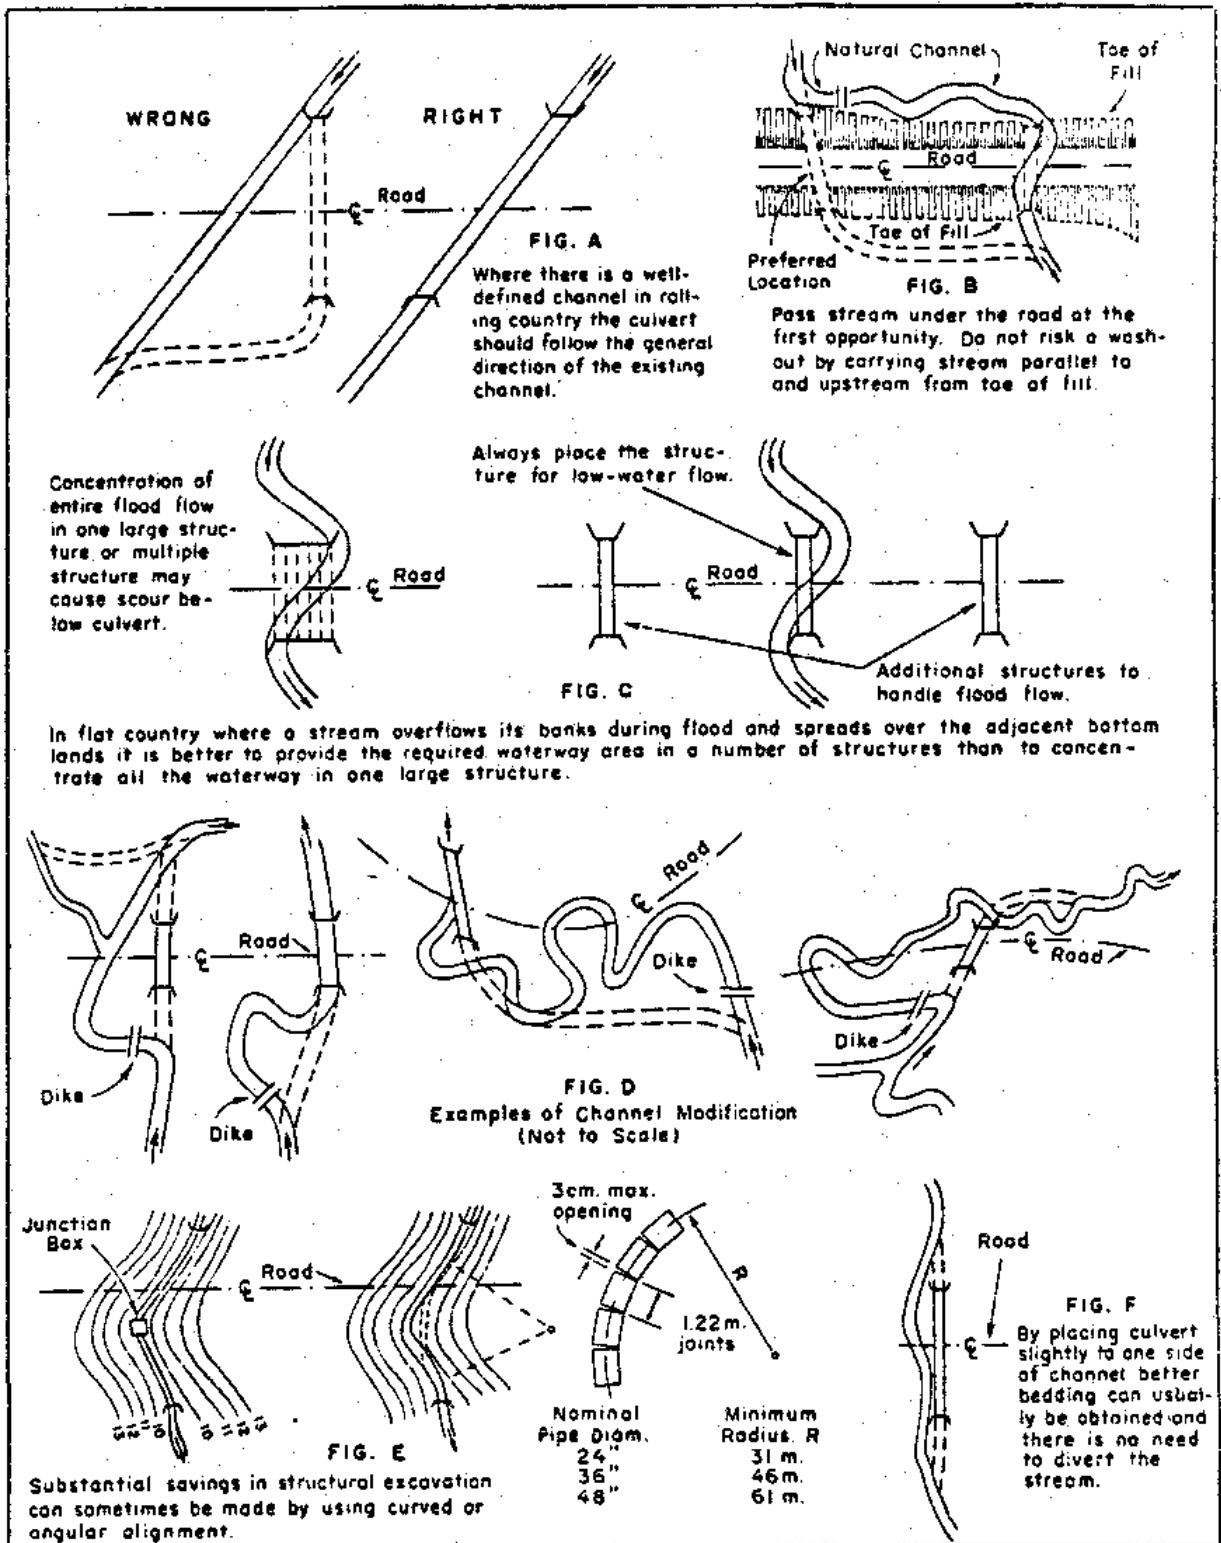 WRONG
RIGHT
℄ Road
FIG. A
Where there is a well-
defined channel in roll-
ing country the culvert
should follow the general
direction of the existing
channel.
Natural Channel
Toe of
Fill
℄ Road
Toe of Fill
Preferred
Location
FIG. B
Pass stream under the road at the
first opportunity. Do not risk a wash-
out by carrying stream parallel to
and upstream from toe of fill.
Concentration of
entire flood flow
in one large struc-
ture or multiple
structure may
cause scour be-
low culvert.
℄ Road
Always place the struc-
ture for low-water flow.
℄ Road
Additional structures to
handle flood flow.
FIG. C
In flat country where a stream overflows its banks during flood and spreads over the adjacent bottom
lands it is better to provide the required waterway area in a number of structures than to concen-
trate all the waterway in one large structure.
℄ Road
Dike
Dike
℄ Road
Dike
℄ Road
Dike
FIG. D
Examples of Channel Modification
(Not to Scale)
Junction
Box
℄ Road
FIG. E
Substantial savings in structural excavation
can sometimes be made by using curved or
angular alignment.
3cm. max.
opening
R
1.22m.
joints
Nominal Minimum
Pipe Diam. Radius R
24" 31 m.
36" 46m.
48" 61 m.
Road
℄
FIG. F
By placing culvert
slightly to one side
of channel better
bedding can usual-
ly be obtained and
there is no need
to divert the
stream.